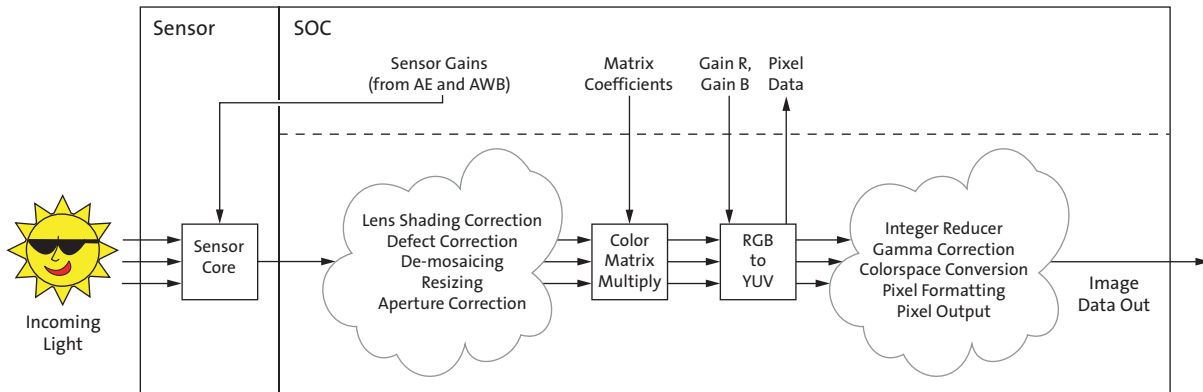 Sensor
SOC
Sensor Gains
(from AE and AWB)
Matrix
Coefficients
Gain R,
Gain B
Pixel
Data
Incoming
Light
Sensor
Core
Lens Shading Correction
Defect Correction
De-mosaicing
Resizing
Aperture Correction
Color
Matrix
Multiply
RGB
to
YUV
Integer Reducer
Gamma Correction
Colorspace Conversion
Pixel Formatting
Pixel Output
Image
Data Out